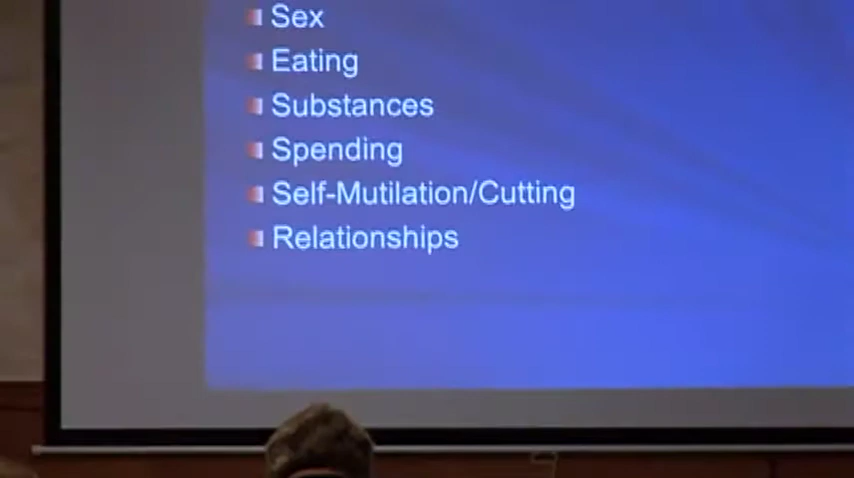 Sex
Eating
Substances
Spending
Self-Mutilation/Cutting
Relationships